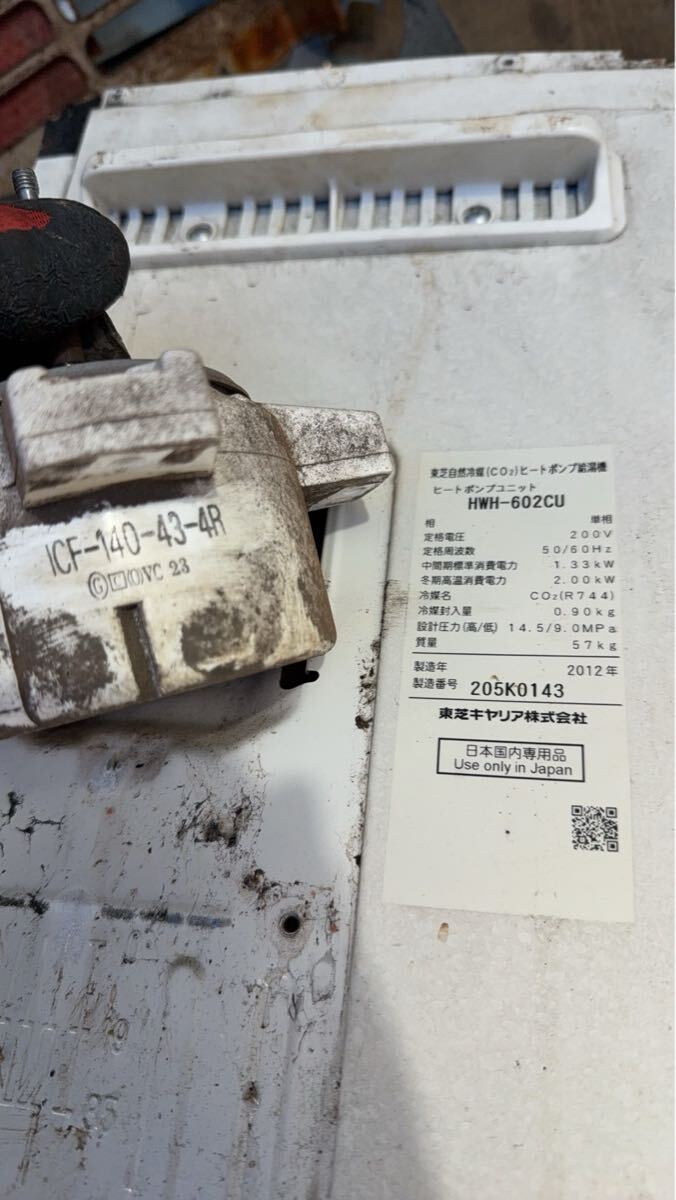 ICF-140-43-4R
VC 23
東芝自然冷媒(CO₂)ヒートポンプ給湯機
ヒートポンプユニット
HWH-602CU
相 単相
定格電圧 200V
定格周波数 50/60Hz
中間期標準消費電力 1.33kW
冬期高温消費電力 2.00kW
冷媒名 CO₂(R744)
冷媒封入量 0.90kg
設計圧力(高/低) 14.5/9.0MPa
質量 57kg
製造年 2012年
製造番号 205K0143
東芝キヤリア株式会社
日本国内専用品
Use only in Japan